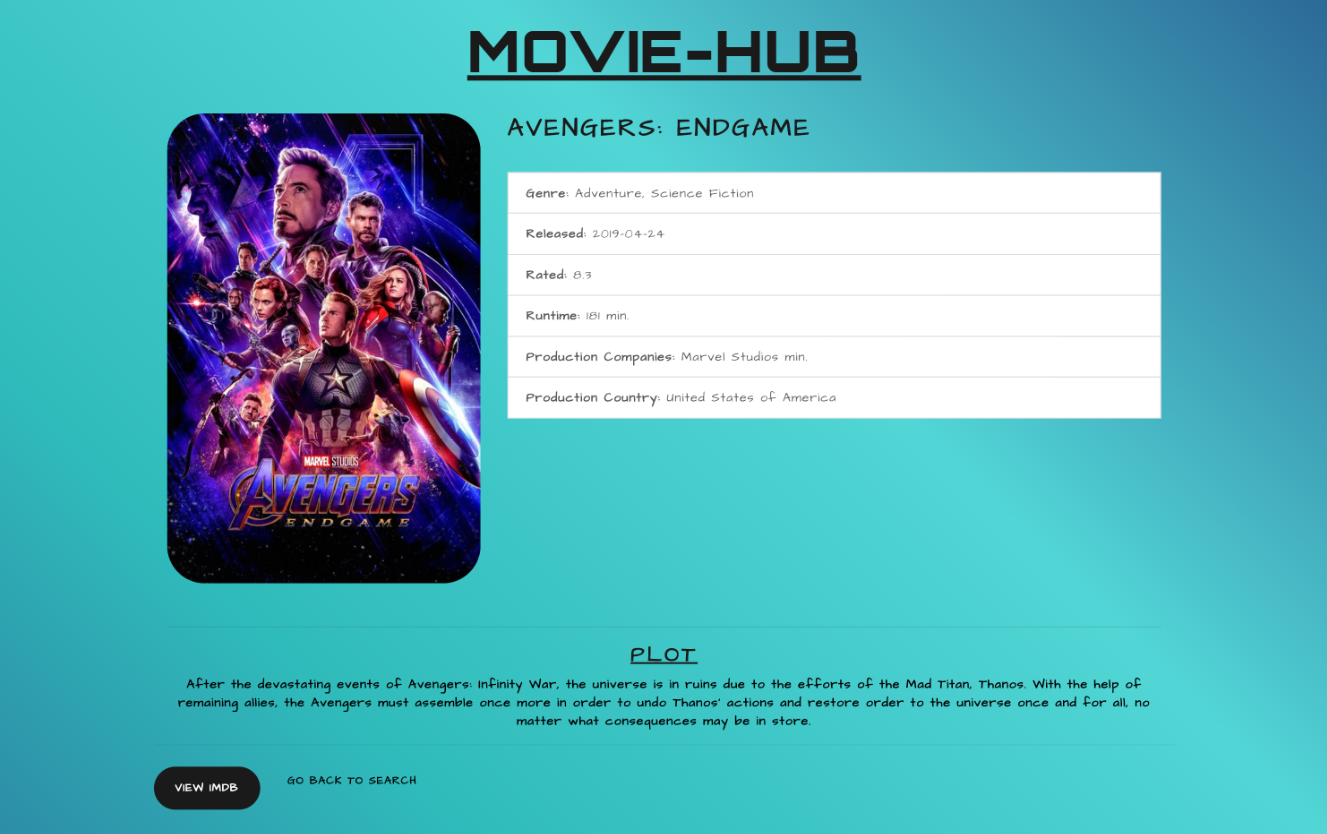 MOVIE-HUB
AVENGERS: ENDGAME
Genre: Adventure, Science Fiction
Released: 2019-04-24
Rated: 8.3
Runtime: 181 min.
Production Companies: Marvel Studios min.
Production Country: United States of America
MARVEL STUDIOS
AVENGERS
ENDGAME
PLOT
After the devastating events of Avengers: Infinity War, the universe is in ruins due to the efforts of the Mad Titan, Thanos. With the help of
remaining allies, the Avengers must assemble once more in order to undo Thanos' actions and restore order to the universe once and for all, no
matter what consequences may be in store.
VIEW IMDB
GO BACK TO SEARCH